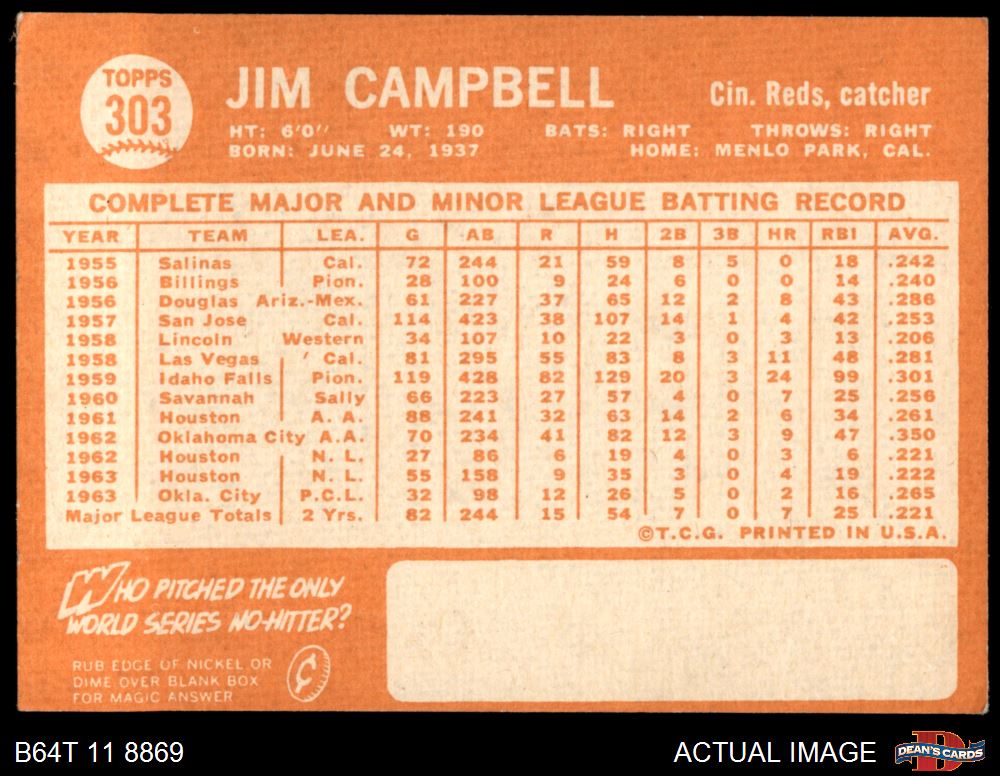 TOPPS
303
JIM CAMPBELL
Cin. Reds, catcher
HT: 6'0" WT: 190 BATS: RIGHT THROWS: RIGHT
BORN: JUNE 24, 1937 HOME: MENLO PARK, CAL.
COMPLETE MAJOR AND MINOR LEAGUE BATTING RECORD
YEAR TEAM LEA. G AB R H 2B 3B HR RBI AVG.
1955 Salinas Cal. 72 244 21 59 8 5 0 18 .242
1956 Billings Pion. 28 100 9 24 6 0 0 14 .240
1956 Douglas Ariz.-Mex. 61 227 37 65 12 2 8 43 .286
1957 San Jose Cal. 114 423 38 107 14 1 4 42 .253
1958 Lincoln Western 34 107 10 22 3 0 3 13 .206
1958 Las Vegas Cal. 81 295 55 83 8 3 11 48 .281
1959 Idaho Falls Pion. 119 428 82 129 20 3 24 99 .301
1960 Savannah Sally 66 223 27 57 4 0 7 25 .256
1961 Houston A. A. 88 241 32 63 14 2 6 34 .261
1962 Oklahoma City A.A. 70 234 41 82 12 3 9 47 .350
1962 Houston N. L. 27 86 6 19 4 0 3 6 .221
1963 Houston N. L. 55 158 9 35 3 0 4 19 .222
1963 Okla. City P.C.L. 32 98 12 26 5 0 2 16 .265
Major League Totals 2 Yrs. 82 244 15 54 7 0 7 25 .221
©T.C.G. PRINTED IN U.S.A.
WHO PITCHED THE ONLY
WORLD SERIES NO-HITTER?
RUB EDGE OF NICKEL OR
DIME OVER BLANK BOX
FOR MAGIC ANSWER
¢
B64T 11 8869
ACTUAL IMAGE
D
DEAN'S CARDS